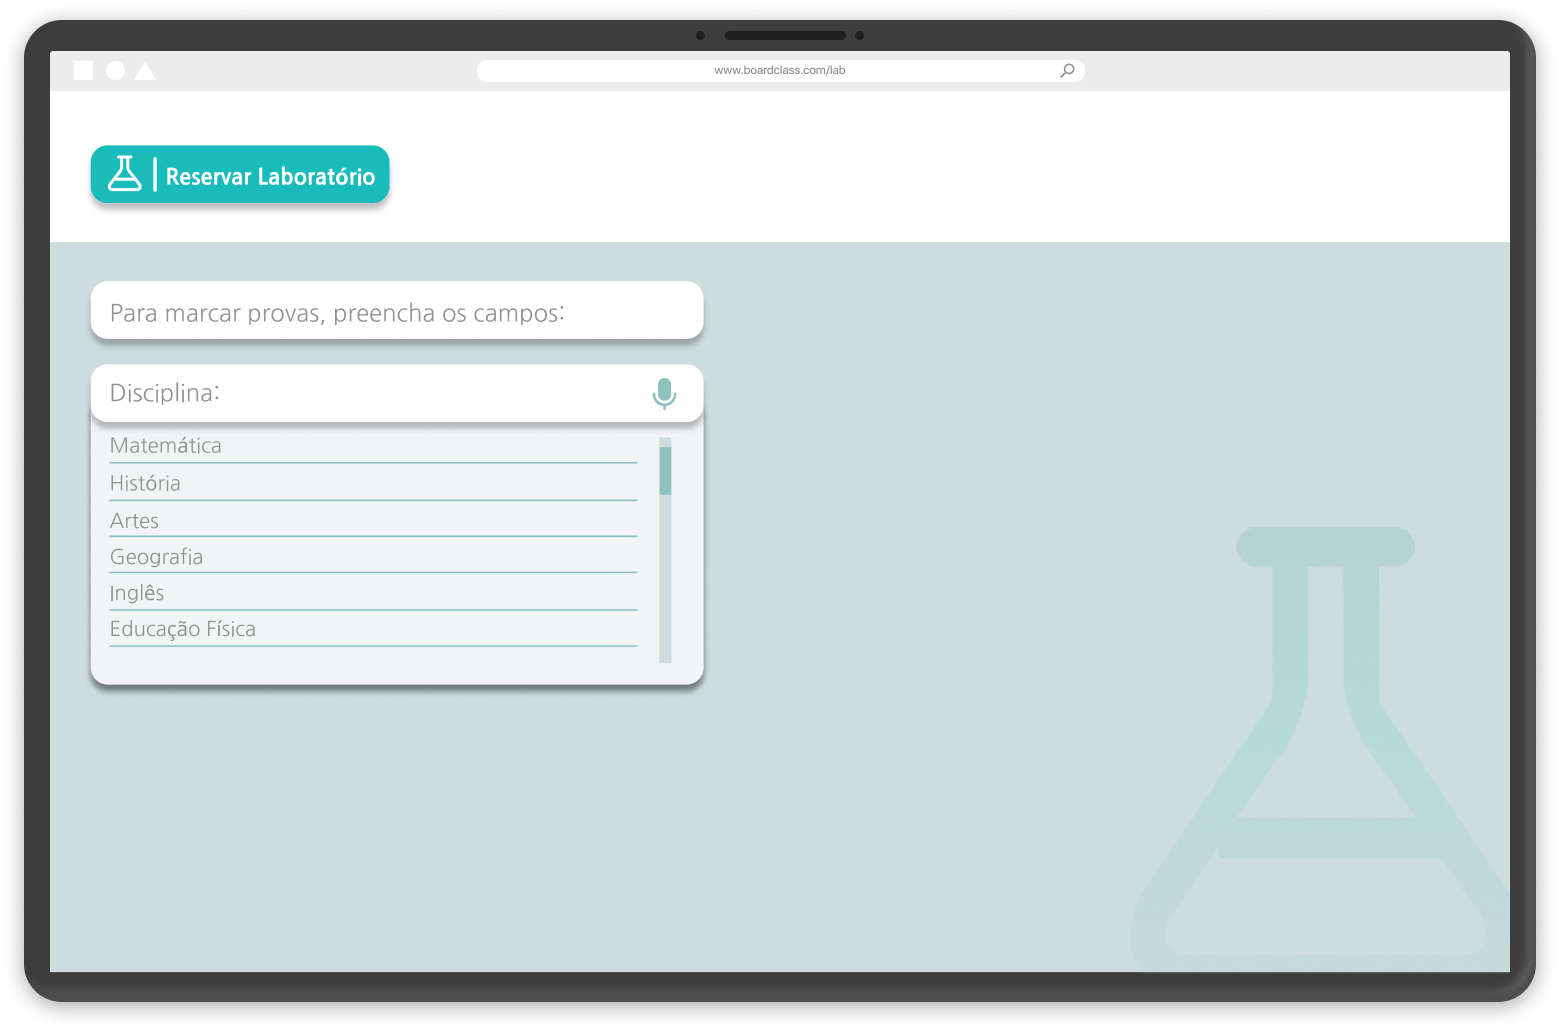 www.boardclass.com/lab
Reservar Laboratório
Para marcar provas, preencha os campos:
Disciplina:
Matemática
História
Artes
Geografia
Inglês
Educação Física